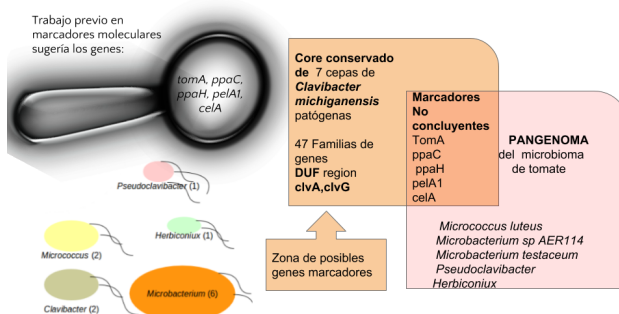 Trabajo previo en
marcadores moleculares
sugería los genes:
tomA, ppaC,
ppaH, pelA1,
celA
Pseudoclavibacter (1)
Herbiconiux (1)
Micrococcus (2)
Microbacterium (6)
Clavibacter (2)
Core conservado
de 7 cepas de
Clavibacter
michiganensis
patógenas
47 Familias de
genes
DUF region
clvA,clvG
Zona de posibles
genes marcadores
Marcadores
No
concluyentes
TomA
ppaC
ppaH
pelA1
celA
PANGENOMA
del microbioma
de tomate
Micrococcus luteus
Microbacterium sp AER114
Microbacterium testaceum
Pseudoclavibacter
Herbiconiux